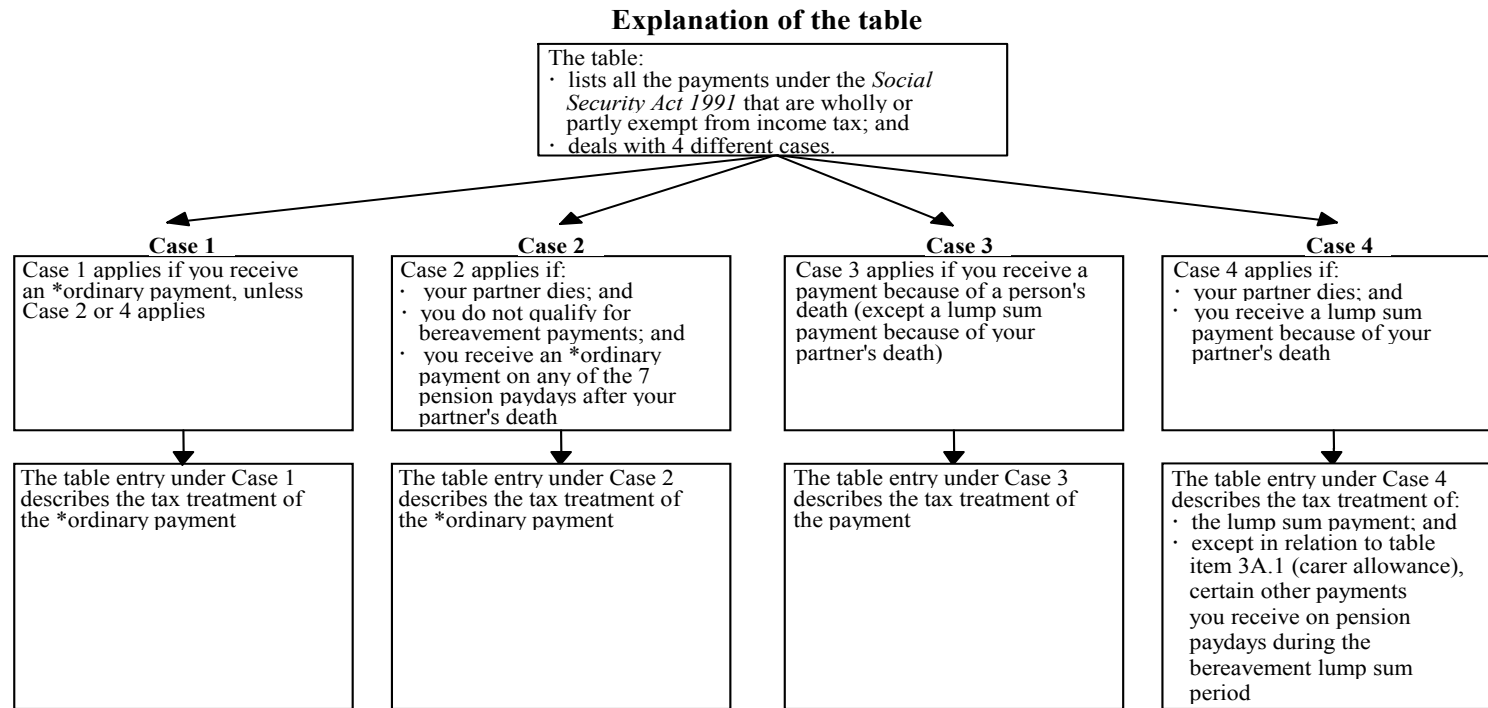 Explanation of the table
The table:
· lists all the payments under the Social
Security Act 1991 that are wholly or
partly exempt from income tax; and
· deals with 4 different cases.
Case 1
Case 1 applies if you receive
an *ordinary payment, unless
Case 2 or 4 applies
The table entry under Case 1
describes the tax treatment of
the *ordinary payment
Case 2
Case 2 applies if:
· your partner dies; and
· you do not qualify for
bereavement payments; and
· you receive an *ordinary
payment on any of the 7
pension paydays after your
partner's death
The table entry under Case 2
describes the tax treatment of
the *ordinary payment
Case 3
Case 3 applies if you receive a
payment because of a person's
death (except a lump sum
payment because of your
partner's death)
The table entry under Case 3
describes the tax treatment of
the payment
Case 4
Case 4 applies if:
· your partner dies; and
· you receive a lump sum
payment because of your
partner's death
The table entry under Case 4
describes the tax treatment of:
· the lump sum payment; and
· except in relation to table
item 3A.1 (carer allowance),
certain other payments
you receive on pension
paydays during the
bereavement lump sum
period